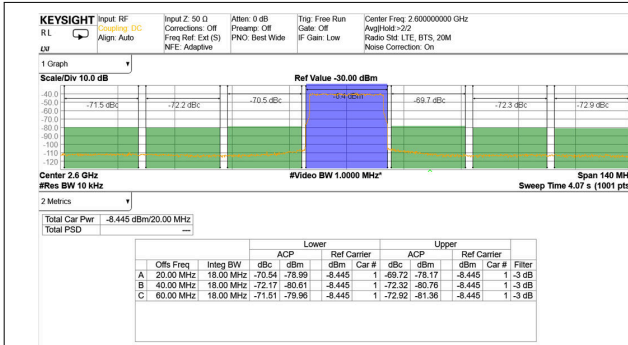 KEYSIGHT Input: RF Input Z: 50 Ω Atten: 0 dB Trig: Free Run Center Freq: 2.600000000 GHz
R L Coupling: DC Corrections: Off Preamp: Off Gate: Off Avg|Hold:>2/2
Align: Auto Freq Ref: Ext (S) PNO: Best Wide IF Gain: Low Radio Std: LTE, BTS, 20M
LXI NFE: Adaptive Noise Correction: On
1 Graph
Scale/Div 10.0 dB Ref Value -30.00 dBm
-40.0
-50.0
-60.0
-70.0
-80.0
-90.0
-100
-110
-120
-71.5 dBc -72.2 dBc -70.5 dBc -8.4 dBm -69.7 dBc -72.3 dBc -72.9 dBc
Center 2.6 GHz #Video BW 1.0000 MHz* Span 140 MH
#Res BW 10 kHz Sweep Time 4.07 s (1001 pts
2 Metrics
Total Car Pwr -8.445 dBm/20.00 MHz
Total PSD ---
Lower Upper
ACP Ref Carrier ACP Ref Carrier
Offs Freq Integ BW dBc dBm dBm Car # dBc dBm dBm Car # Filter
A 20.00 MHz 18.00 MHz -70.54 -78.99 -8.445 1 -69.72 -78.17 -8.445 1 -3 dB
B 40.00 MHz 18.00 MHz -72.17 -80.61 -8.445 1 -72.32 -80.76 -8.445 1 -3 dB
C 60.00 MHz 18.00 MHz -71.51 -79.96 -8.445 1 -72.92 -81.36 -8.445 1 -3 dB